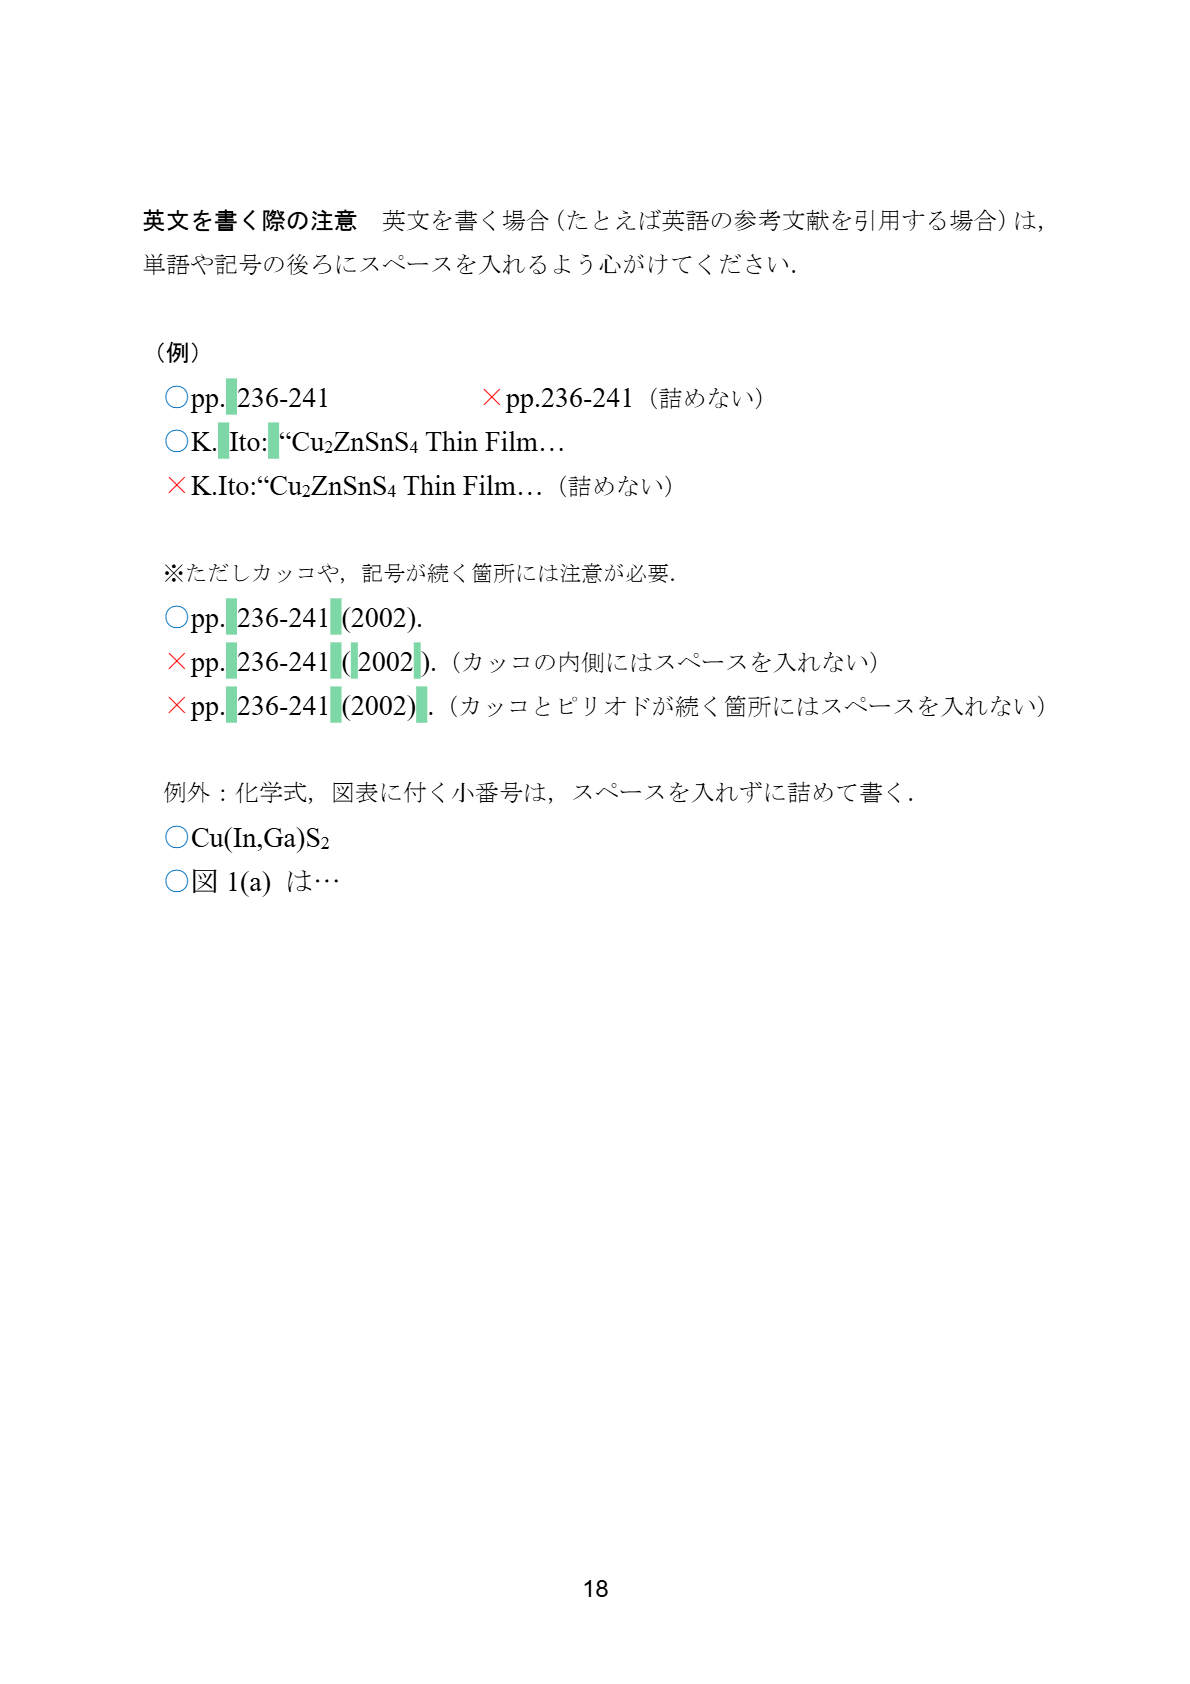 英文を書く際の注意　英文を書く場合（たとえば英語の参考文献を引用する場合）は，
単語や記号の後ろにスペースを入れるよう心がけてください．
（例）
○pp. 236-241　×pp.236-241（詰めない）
○K. Ito: “Cu₂ZnSnS₄ Thin Film…
×K.Ito:“Cu₂ZnSnS₄ Thin Film…（詰めない）
※ただしカッコや，記号が続く箇所には注意が必要．
○pp. 236-241 (2002).
×pp. 236-241 ( 2002 ).（カッコの内側にはスペースを入れない）
×pp. 236-241 (2002) .（カッコとピリオドが続く箇所にはスペースを入れない）
例外：化学式，図表に付く小番号は，スペースを入れずに詰めて書く．
○Cu(In,Ga)S₂
○図 1(a) は…
18